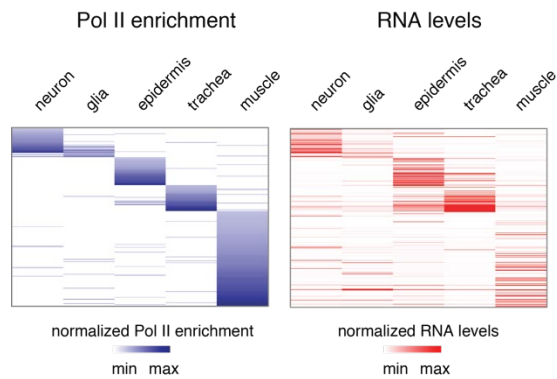 Pol II enrichment
RNA levels
neuron
glia
epidermis
trachea
muscle
neuron
glia
epidermis
trachea
muscle
normalized Pol II enrichment
min max
normalized RNA levels
min max